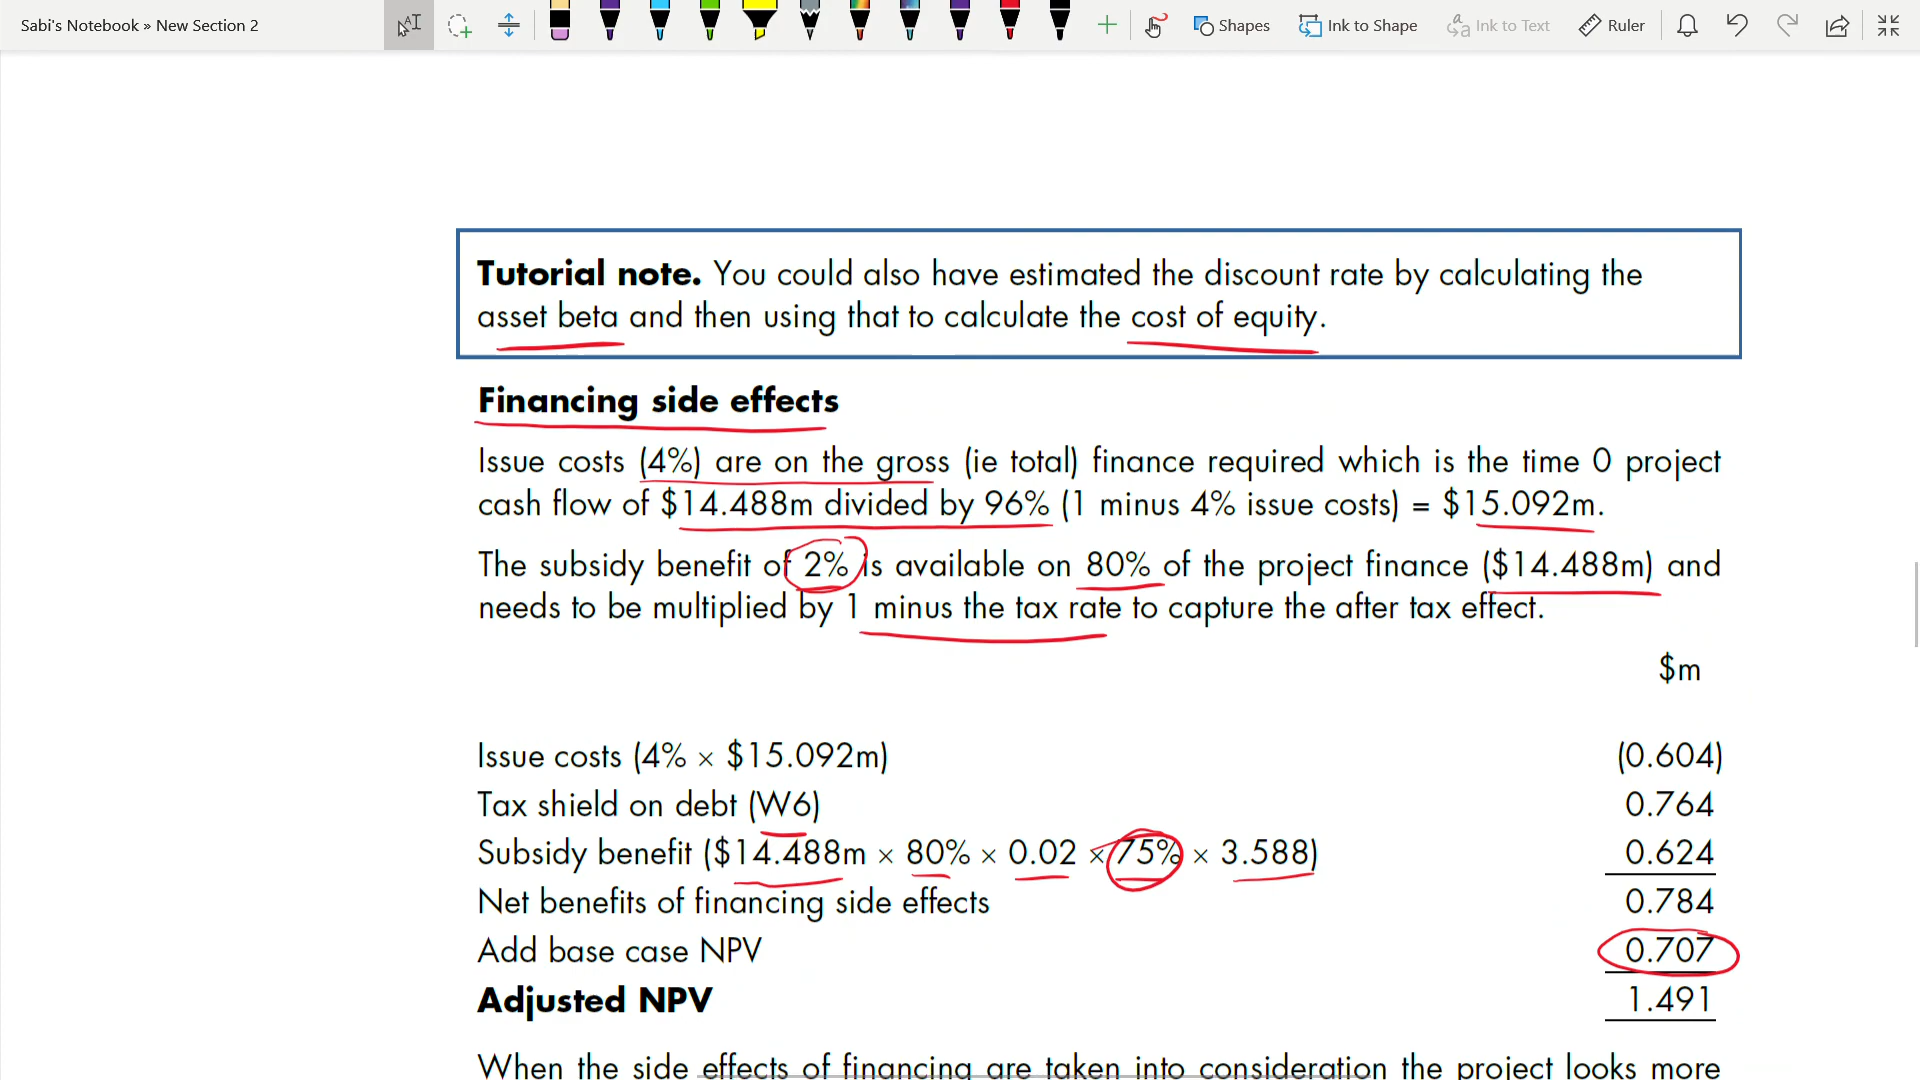 Sabi's Notebook » New Section 2
Shapes
Ink to Shape
Ink to Text
Ruler
Tutorial note. You could also have estimated the discount rate by calculating the
asset beta and then using that to calculate the cost of equity.
Financing side effects
Issue costs (4%) are on the gross (ie total) finance required which is the time 0 project
cash flow of $14.488m divided by 96% (1 minus 4% issue costs) = $15.092m.
The subsidy benefit of 2% is available on 80% of the project finance ($14.488m) and
needs to be multiplied by 1 minus the tax rate to capture the after tax effect.
$m
Issue costs (4% × $15.092m) (0.604)
Tax shield on debt (W6) 0.764
Subsidy benefit ($14.488m × 80% × 0.02 × 75% × 3.588) 0.624
Net benefits of financing side effects 0.784
Add base case NPV 0.707
Adjusted NPV 1.491
When the side effects of financing are taken into consideration the project looks more